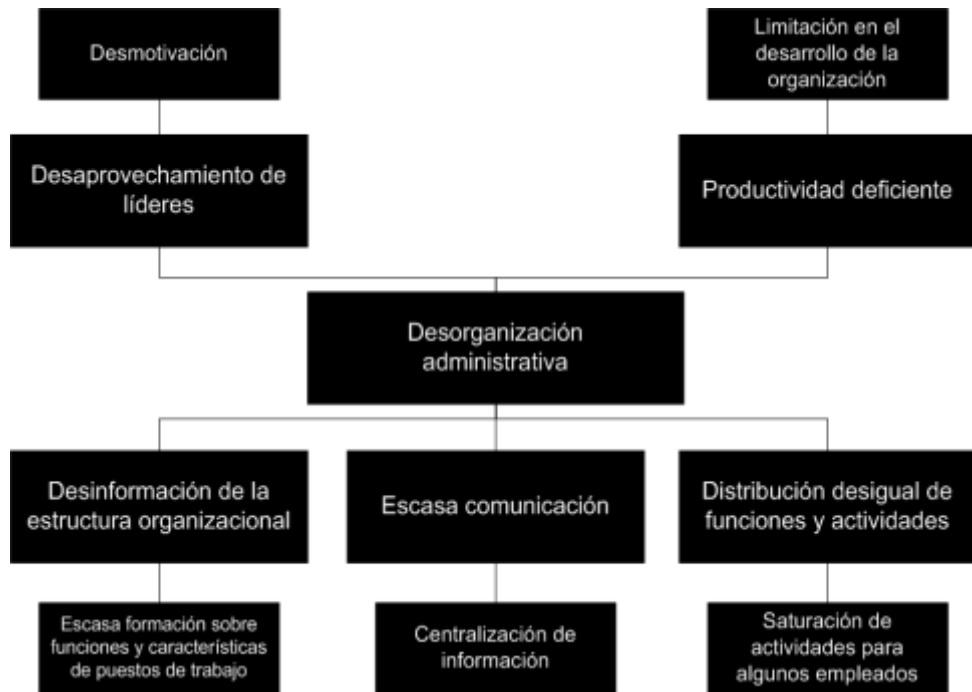 Desmotivación
Limitación en el
desarrollo de la
organización
Desaprovechamiento de
líderes
Productividad deficiente
Desorganización
administrativa
Desinformación de la
estructura organizacional
Escasa comunicación
Distribución desigual de
funciones y actividades
Escasa formación sobre
funciones y características
de puestos de trabajo
Centralización de
información
Saturación de
actividades para
algunos empleados